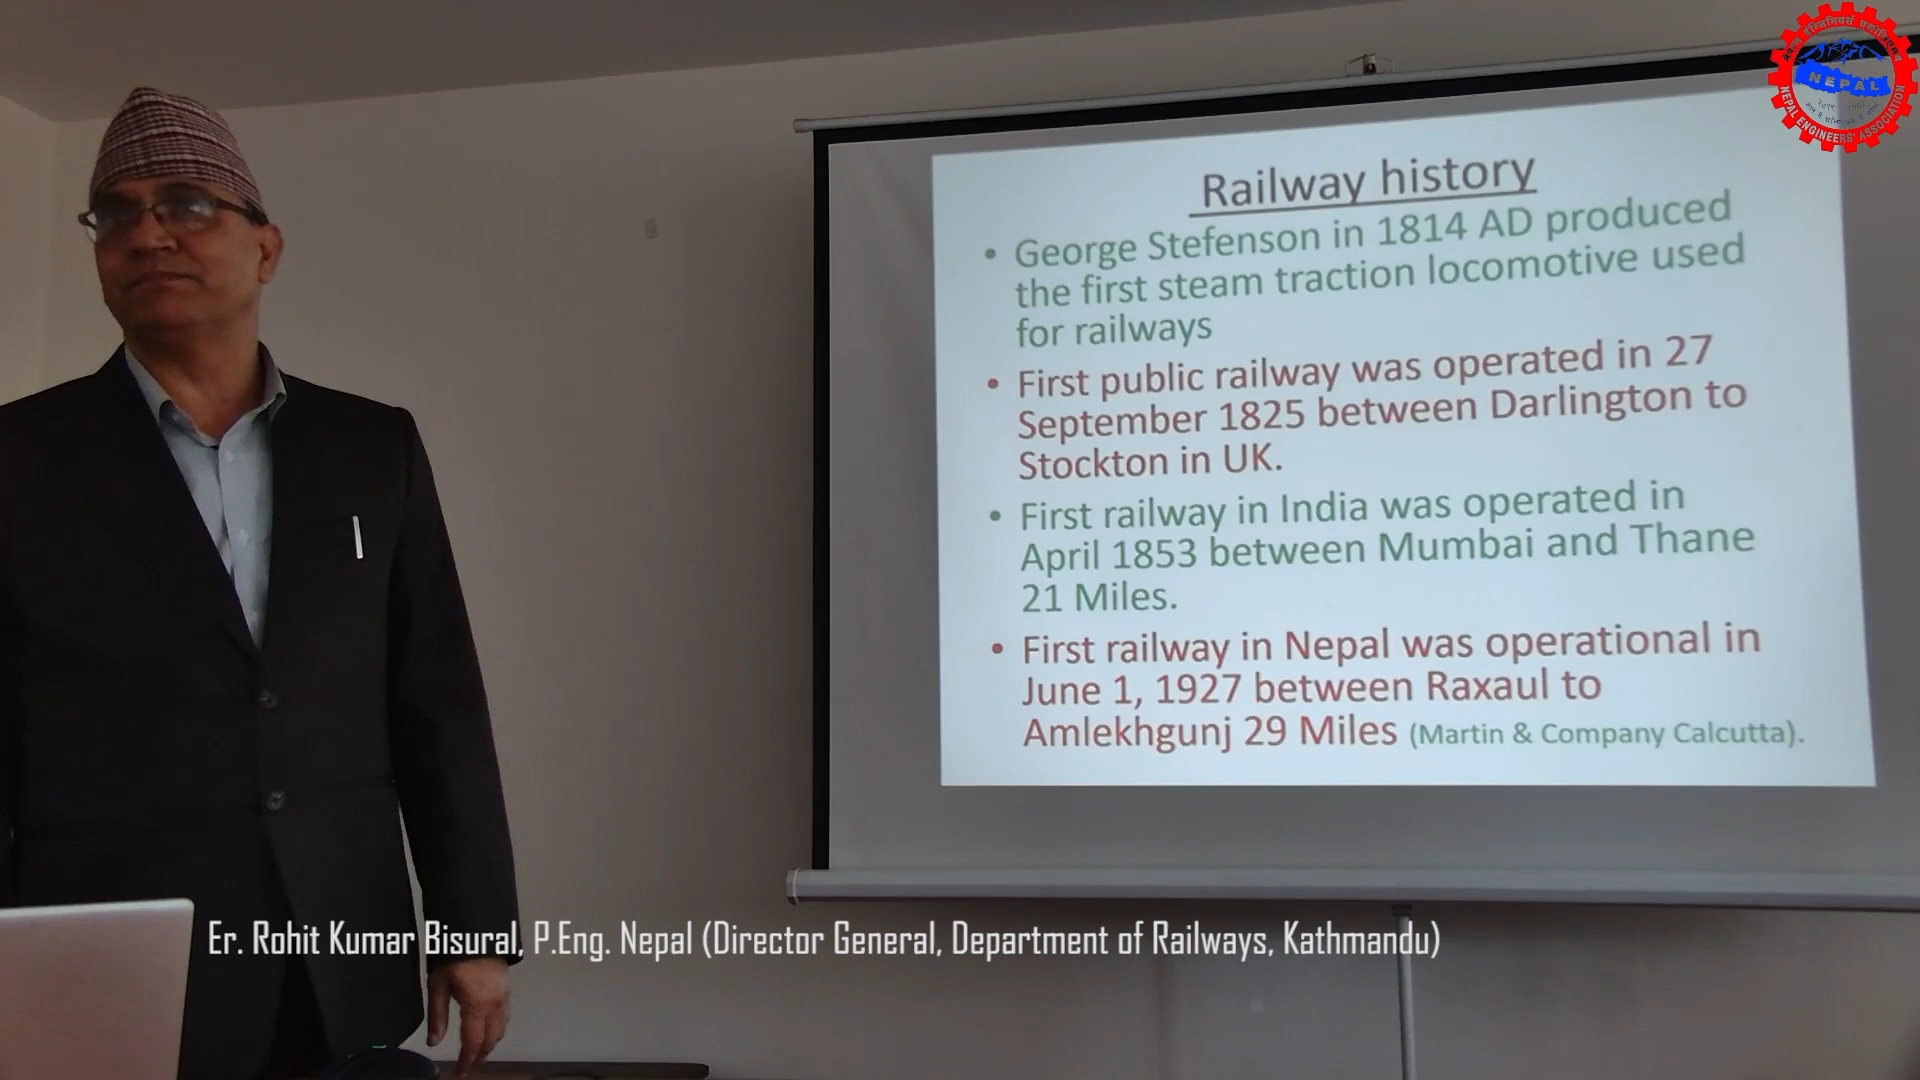 Railway history
• George Stefenson in 1814 AD produced
the first steam traction locomotive used
for railways
• First public railway was operated in 27
September 1825 between Darlington to
Stockton in UK.
• First railway in India was operated in
April 1853 between Mumbai and Thane
21 Miles.
• First railway in Nepal was operational in
June 1, 1927 between Raxaul to
Amlekhgunj 29 Miles (Martin & Company Calcutta).
NEPAL
NEPAL ENGINEERS' ASSOCIATION
Er. Rohit Kumar Bisural, P.Eng. Nepal (Director General, Department of Railways, Kathmandu)